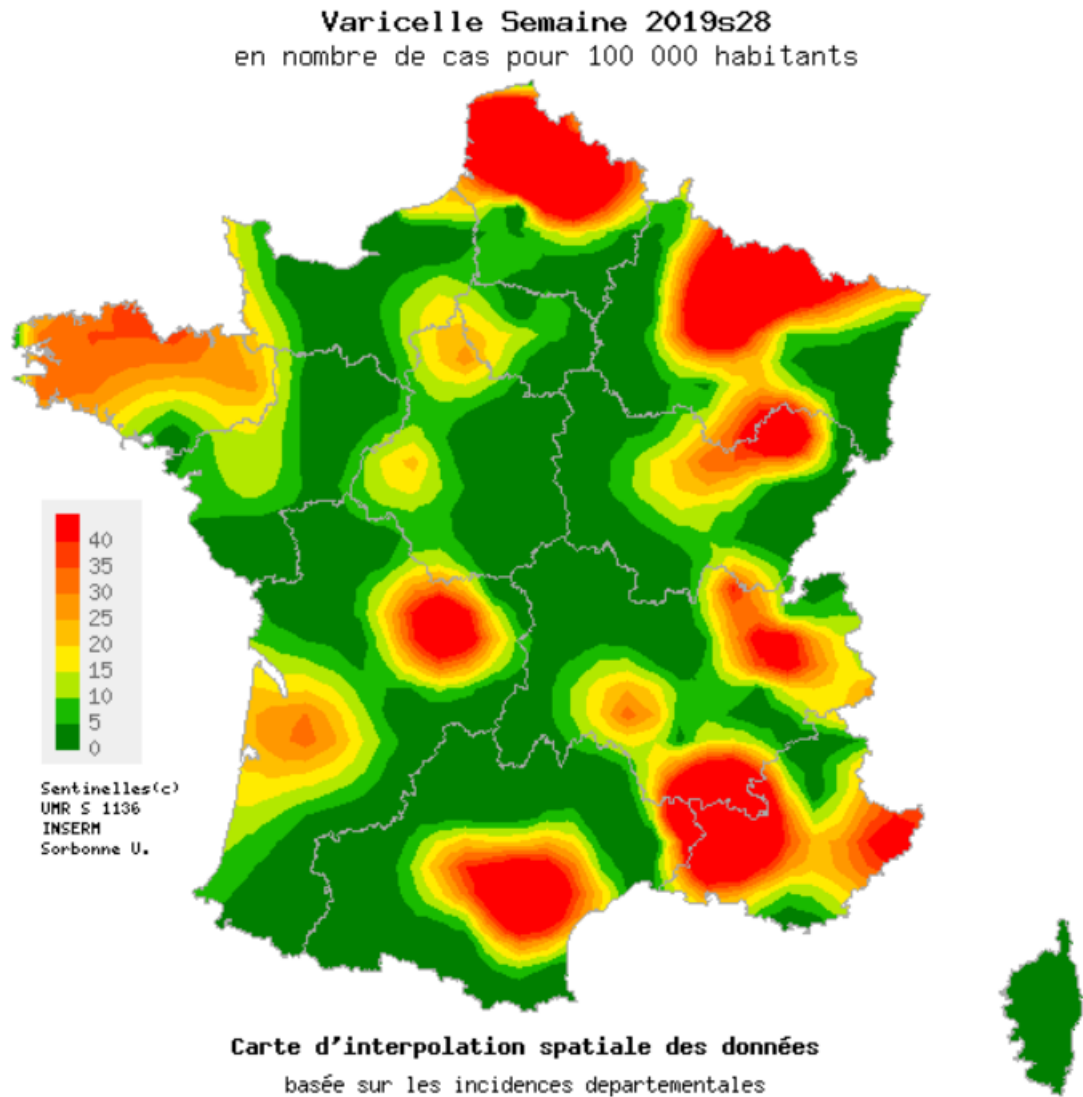 Varicelle Semaine 2019s28
en nombre de cas pour 100 000 habitants
40
35
30
25
20
15
10
5
0
Sentinelles(c)
UMR S 1136
INSERM
Sorbonne U.
Carte d'interpolation spatiale des données
basée sur les incidences departementales